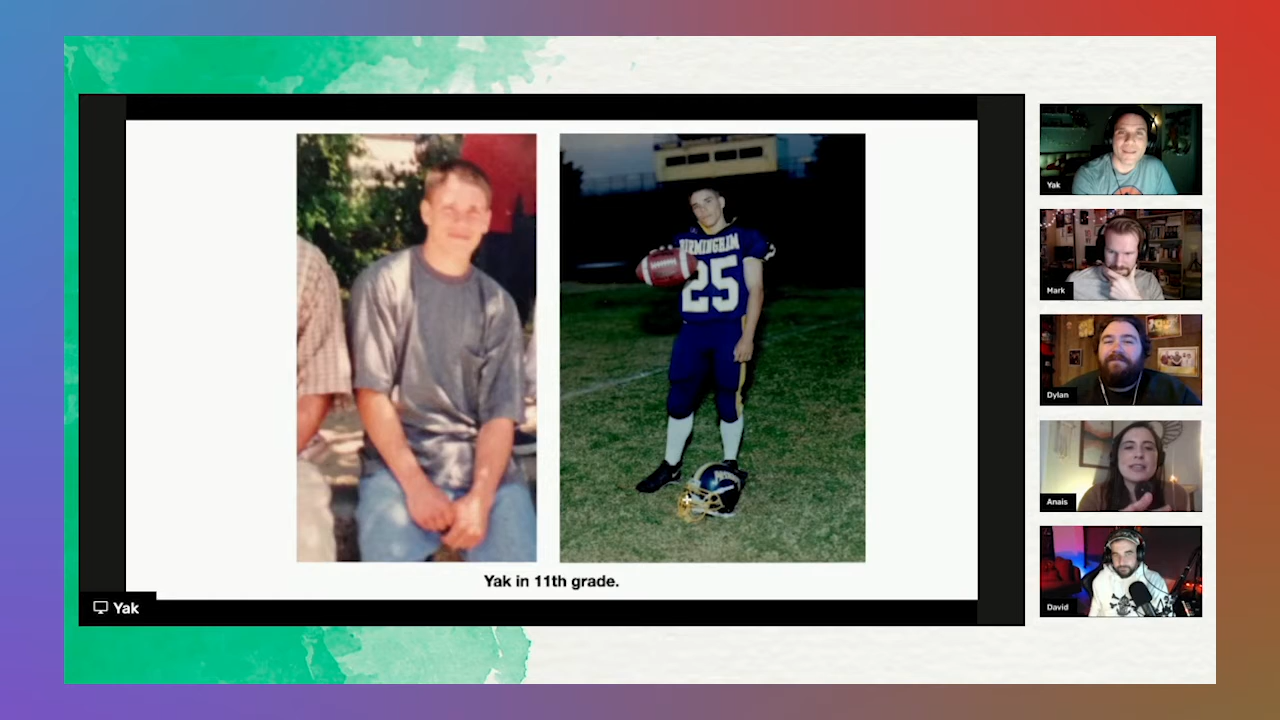 BIRMINGHAM
25
Yak in 11th grade.
Yak
Yak
Mark
Dylan
Anais
David